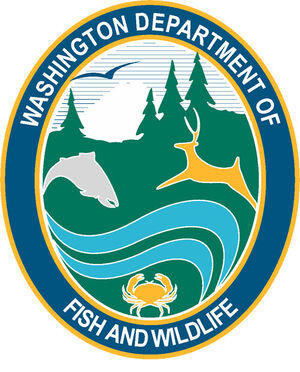 WASHINGTON DEPARTMENT OF
FISH AND WILDLIFE